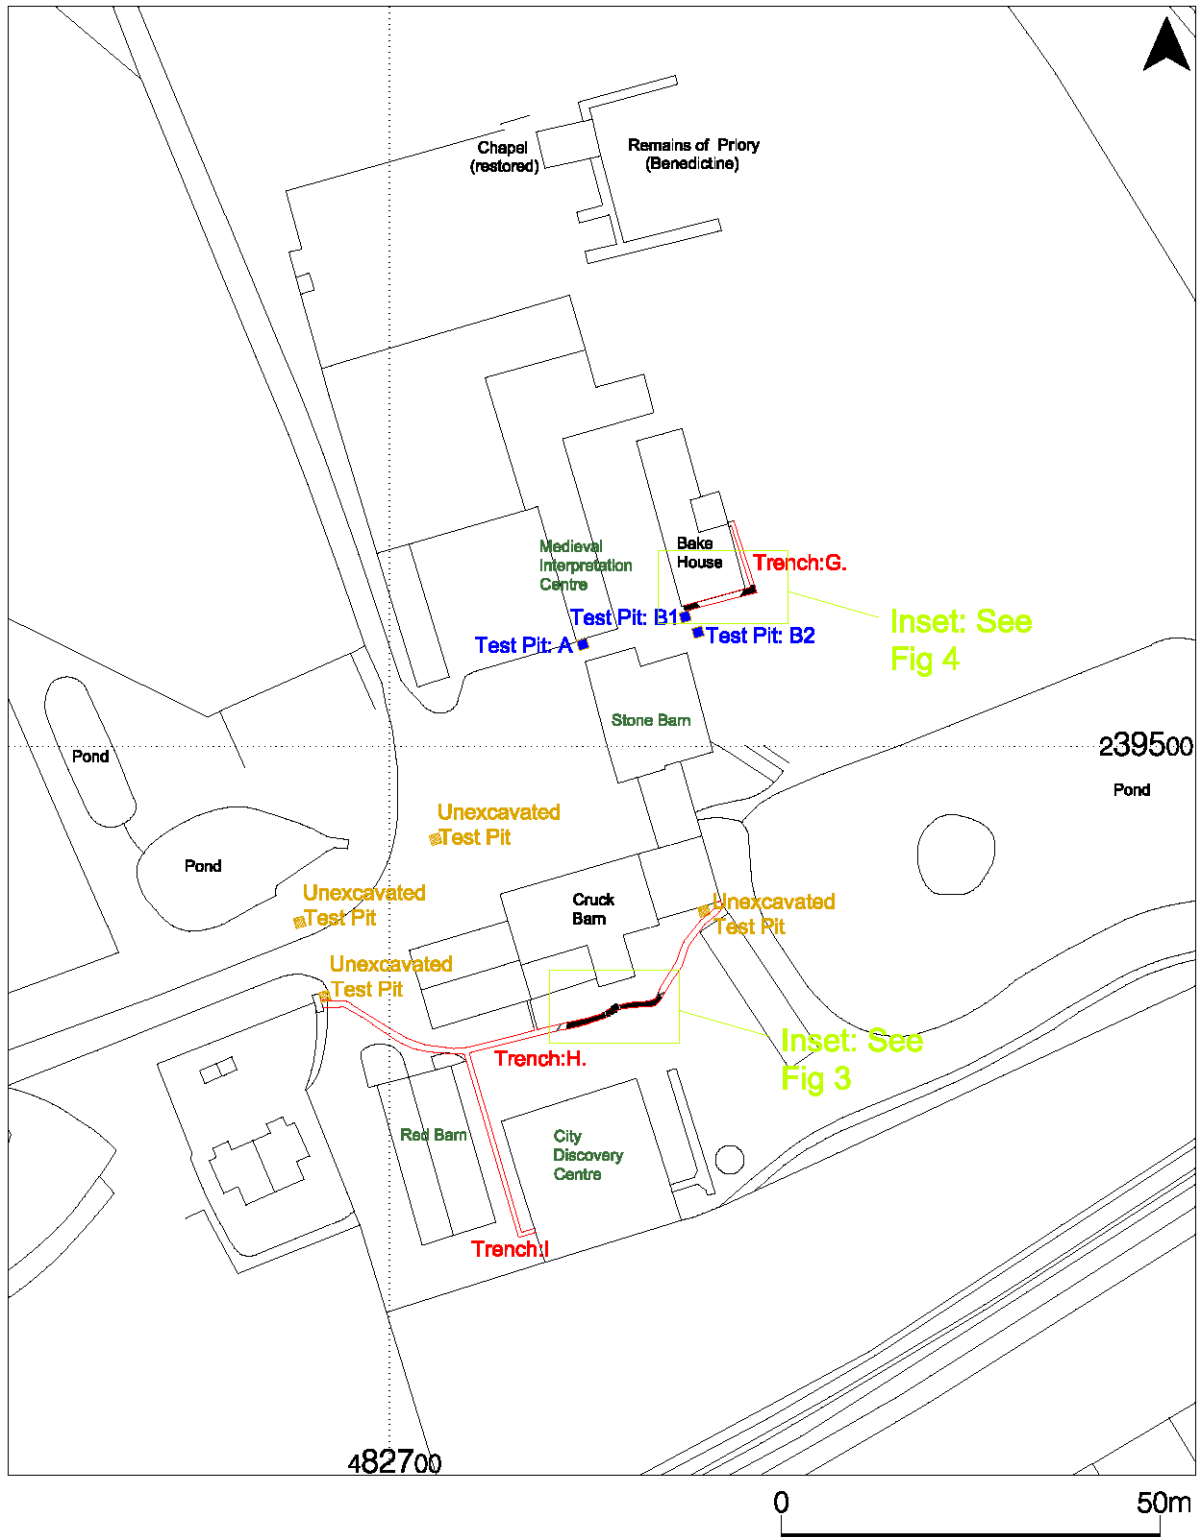 Chapel
(restored)
Remains of Priory
(Benedictine)
Medieval
Interpretation
Centre
Bake
House
Trench:G.
Test Pit: B1
Test Pit: B2
Test Pit: A
Inset: See
Fig 4
Stone Barn
Pond
23950
Pond
Unexcavated
Test Pit
Pond
Unexcavated
Test Pit
Cruck
Barn
Unexcavated
Test Pit
Unexcavated
Test Pit
Trench:H.
Inset: See
Fig 3
Red Barn
City
Discovery
Centre
Trench:I
482700
0
50m